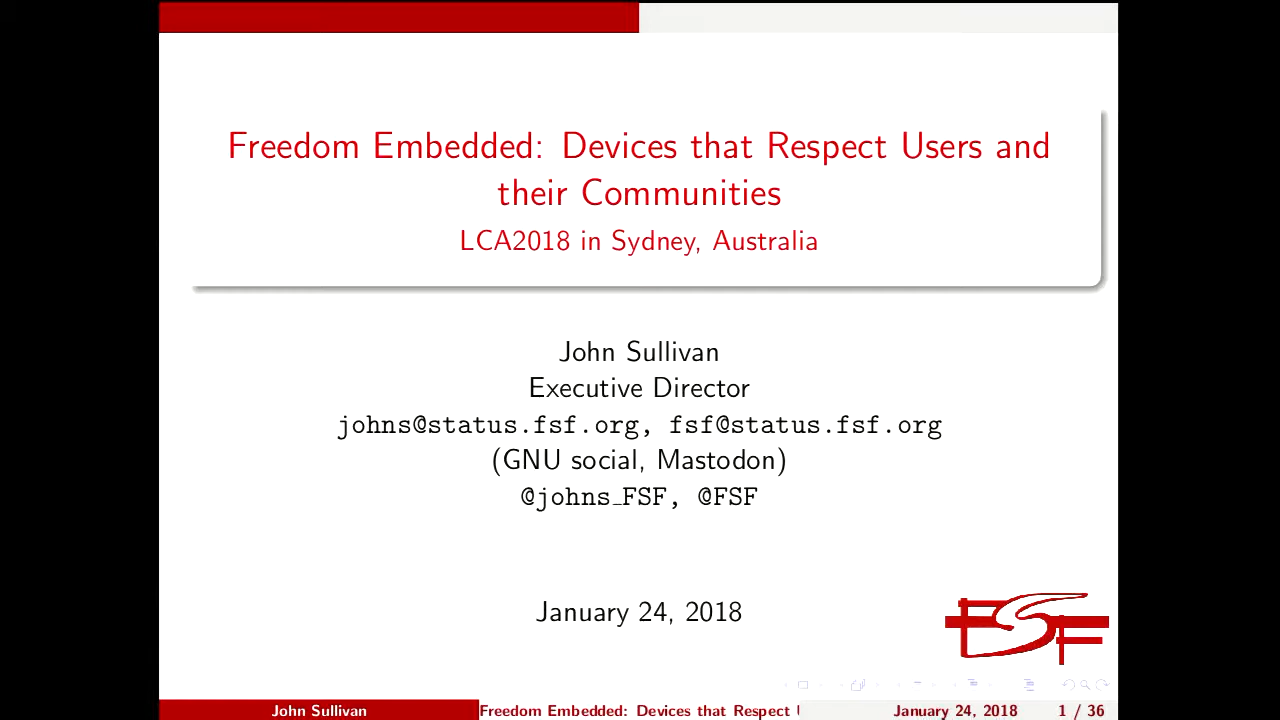 Freedom Embedded: Devices that Respect Users and
their Communities
LCA2018 in Sydney, Australia
John Sullivan
Executive Director
johns@status.fsf.org, fsf@status.fsf.org
(GNU social, Mastodon)
@johns_FSF, @FSF
January 24, 2018
FSF
John Sullivan Freedom Embedded: Devices that Respect January 24, 2018 1 / 36